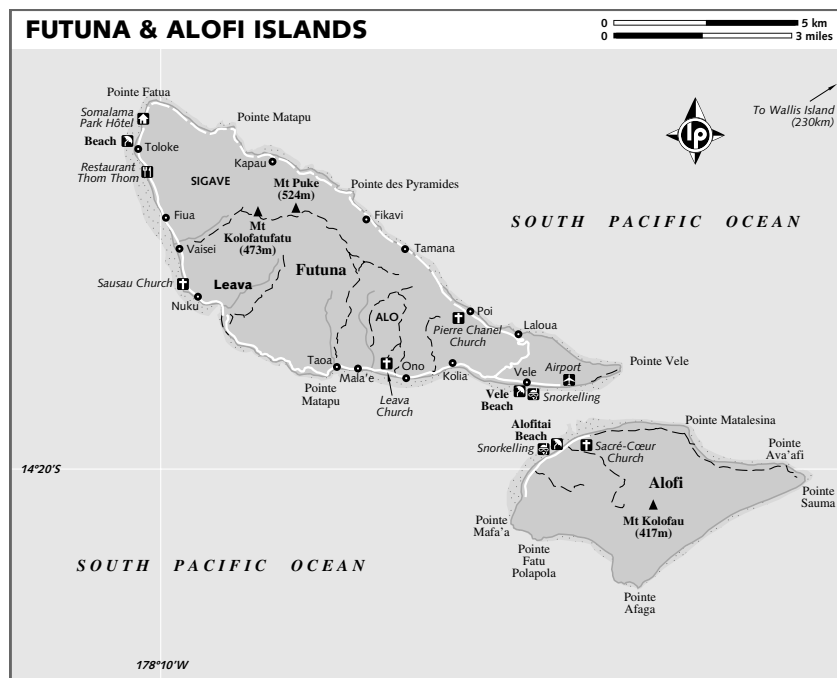 FUTUNA & ALOFI ISLANDS
0 5 km
0 3 miles
Pointe Fatua
Somalama
Park Hôtel
Pointe Matapu
To Wallis Island
(230km)
lp
Beach
Toloke
Kapau
Restaurant
Thom Thom
SIGAVE
Mt Puke
(524m)
Pointe des Pyramides
Fiua
Fikavi
SOUTH PACIFIC OCEAN
Mt
Kolofatufatu
(473m)
Vaisei
Tamana
Sausau Church
Leava
Futuna
Nuku
ALO
Poi
Pierre Chanel
Church
Laloua
Taoa
Pointe
Matapu
Mala'e
Leava
Church
Ono
Kolia
Vele
Airport
Pointe Vele
Vele
Beach
Snorkelling
Alofitai
Beach
Snorkelling
Pointe Matalesina
Sacré-Cœur
Church
Pointe
Ava'afi
14°20'S
Alofi
Pointe
Sauma
Mt Kolofau
(417m)
Pointe
Mafa'a
Pointe
Fatu
Polapola
SOUTH PACIFIC OCEAN
Pointe
Afaga
178°10'W